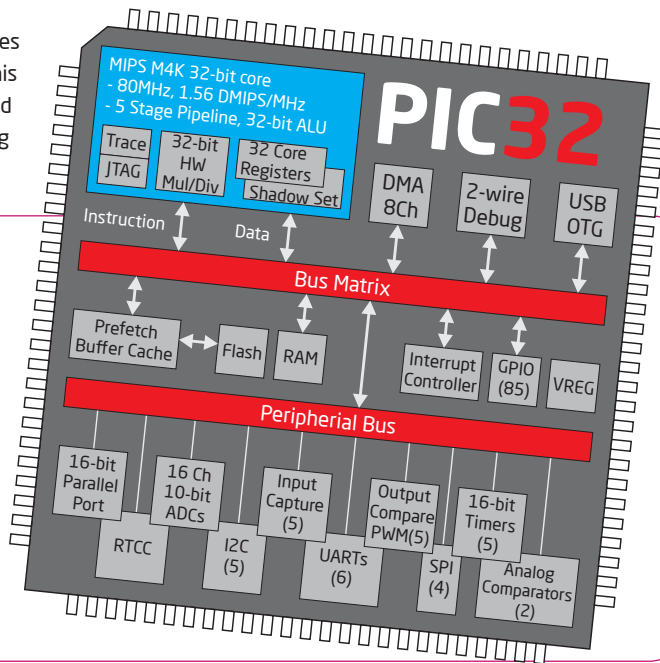 es
his
d
g
MIPS M4K 32-bit core
- 80MHz, 1.56 DMIPS/MHz
- 5 Stage Pipeline, 32-bit ALU
Trace
JTAG
32-bit
HW
Mul/Div
32 Core
Registers
Shadow Set
PIC32
DMA
8Ch
2-wire
Debug
USB
OTG
Instruction
Data
Bus Matrix
Prefetch
Buffer Cache
Flash
RAM
Interrupt
Controller
GPIO
(85)
VREG
Peripherial Bus
16-bit
Parallel
Port
RTCC
16 Ch
10-bit
ADCs
I2C
(5)
Input
Capture
(5)
UARTs
(6)
Output
Compare
PWM(5)
SPI
(4)
16-bit
Timers
(5)
Analog
Comparators
(2)